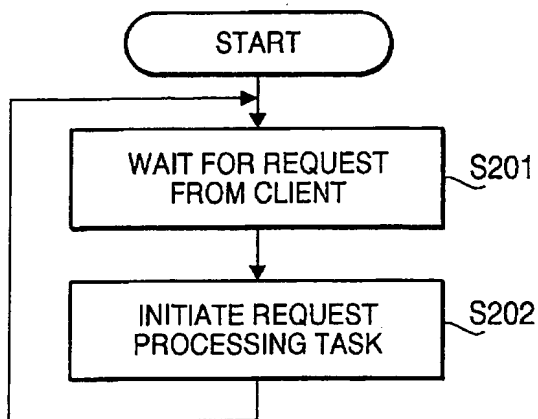 START
WAIT FOR REQUEST
FROM CLIENT
S201
INITIATE REQUEST
PROCESSING TASK
S202